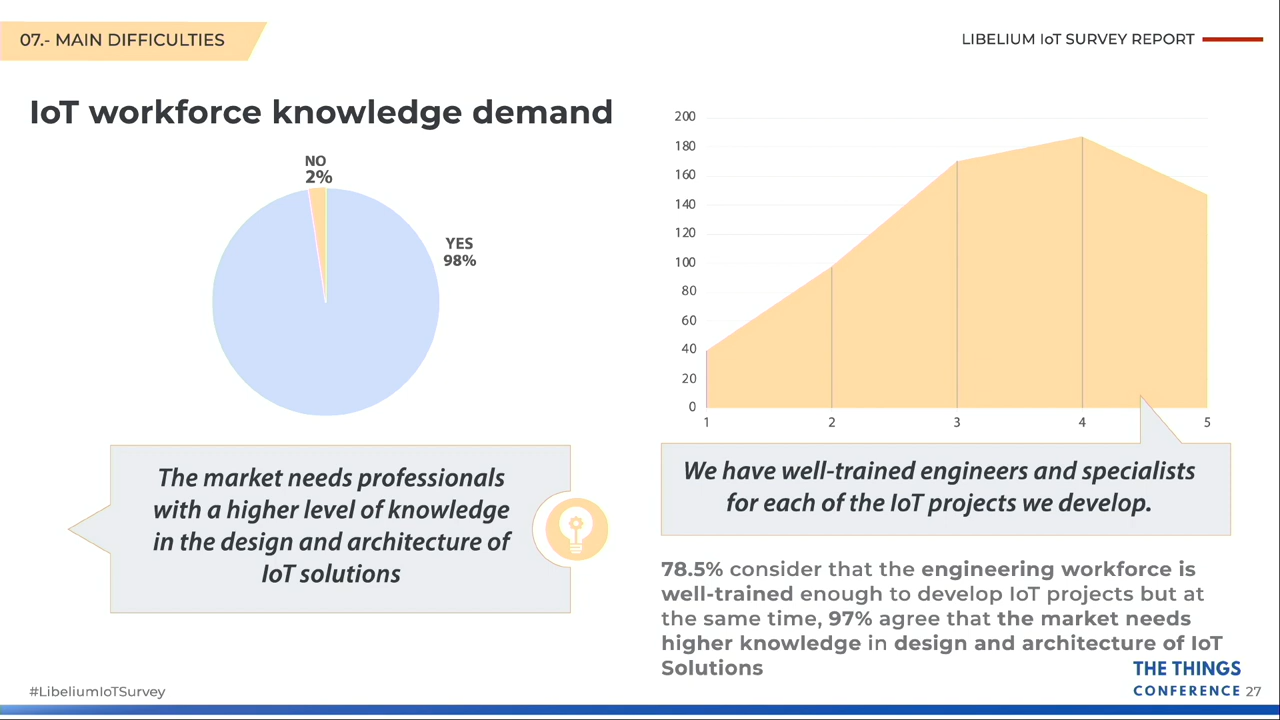 07.- MAIN DIFFICULTIES
LIBELIUM IoT SURVEY REPORT
IoT workforce knowledge demand
NO
2%
YES
98%
The market needs professionals
with a higher level of knowledge
in the design and architecture of
IoT solutions
200
180
160
140
120
100
80
60
40
20
0
1 2 3 4 5
We have well-trained engineers and specialists
for each of the IoT projects we develop.
78.5% consider that the engineering workforce is
well-trained enough to develop IoT projects but at
the same time, 97% agree that the market needs
higher knowledge in design and architecture of IoT
Solutions
#LibeliumIoTSurvey
THE THINGS
CONFERENCE 27